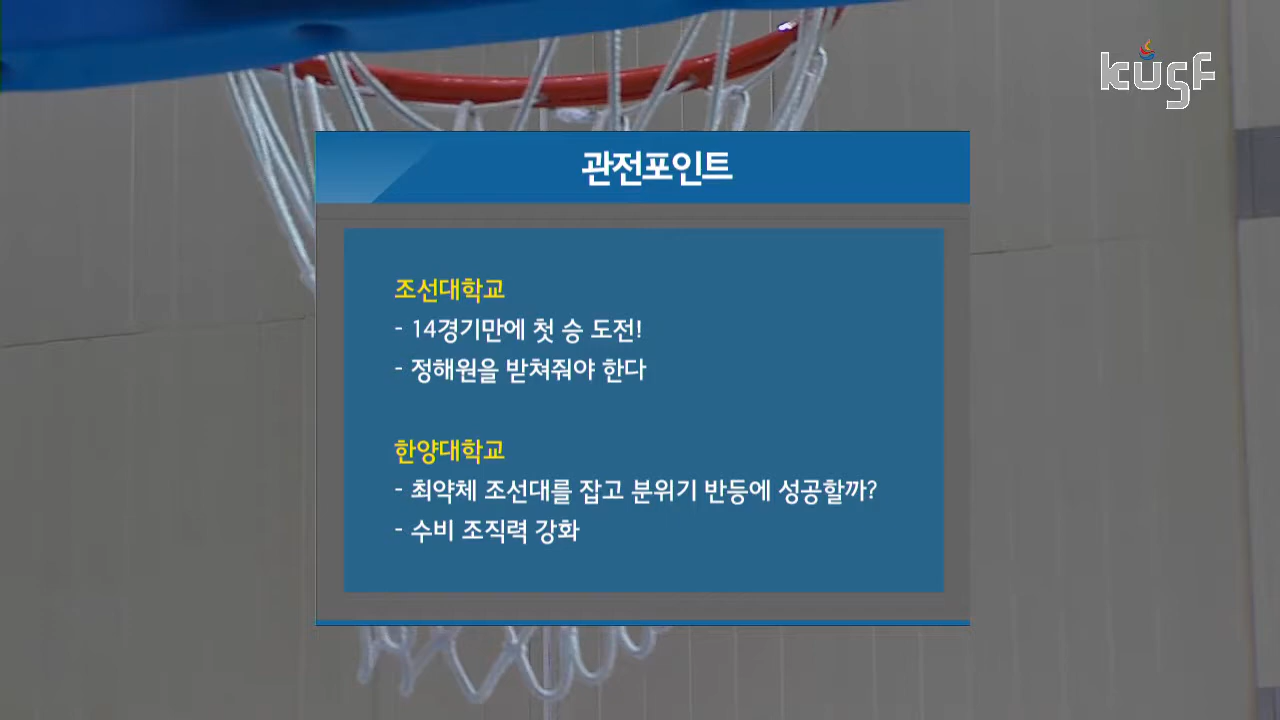 kusf
관전포인트
조선대학교
- 14경기만에 첫 승 도전!
- 정해원을 받쳐줘야 한다
한양대학교
- 최약체 조선대를 잡고 분위기 반등에 성공할까?
- 수비 조직력 강화